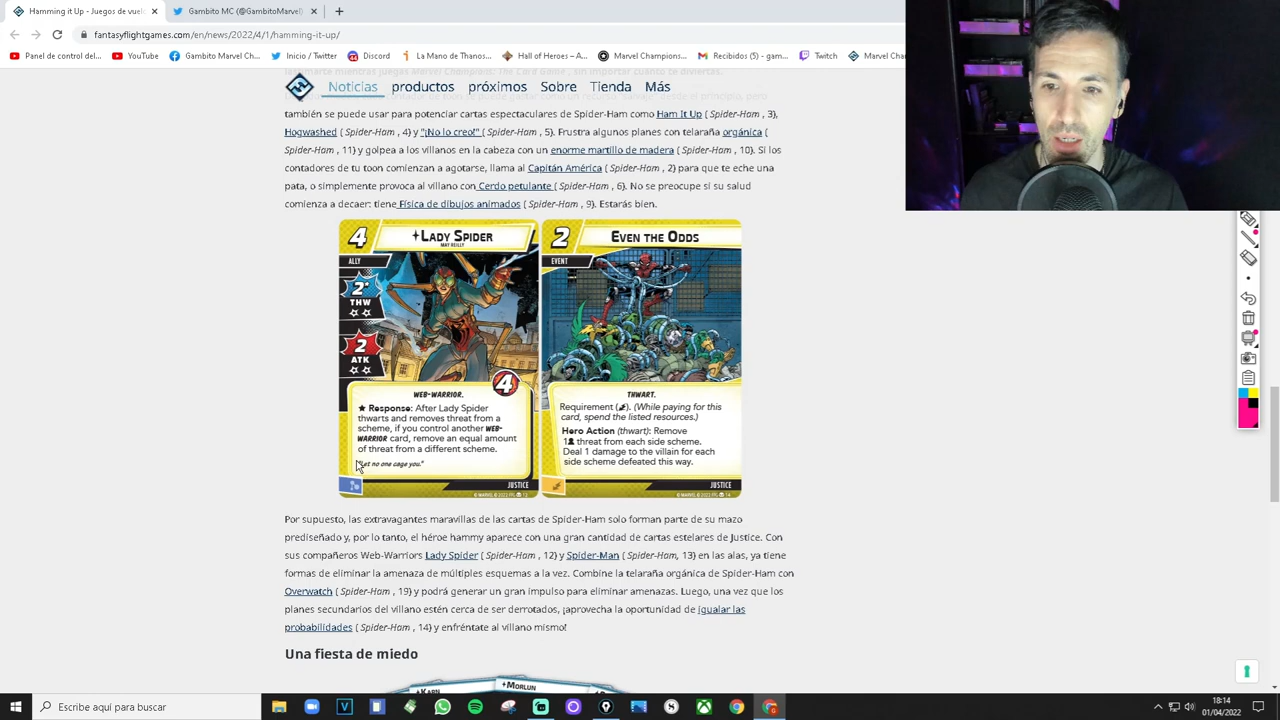 Hamming it Up - Juegos de vuel
Gambito MC (@GambitoMarvel)
fantasyflightgames.com/en/news/2022/4/1/hamming-it-up/
Panel de control del...
YouTube
Gambito Marvel Ch...
Inicio / Twitter
Discord
La Mano de Thanos...
Hall of Heroes – A...
Marvel Champions...
Recibidos (5) - gam...
Twitch
Marvel Cha
Noticias
productos
próximos
Sobre
Tienda
Más
también se puede usar para potenciar cartas espectaculares de Spider-Ham como Ham It Up ( Spider-Ham , 3),
Hogwashed ( Spider-Ham , 4) y "¡No lo creo!" ( Spider-Ham , 5). Frustra algunos planes con telaraña orgánica (
Spider-Ham , 11) y golpea a los villanos en la cabeza con un enorme martillo de madera ( Spider-Ham , 10). Si los
contadores de tu toon comienzan a agotarse, llama al Capitán América ( Spider-Ham , 2) para que te eche una
pata, o simplemente provoca al villano con Cerdo petulante ( Spider-Ham , 6). No se preocupe si su salud
comienza a decaer: tiene Física de dibujos animados ( Spider-Ham , 9). Estarás bien.
4
LADY SPIDER
MAY REILLY
ALLY
2
THW
2
ATK
4
WEB-WARRIOR.
Response: After Lady Spider
thwarts and removes threat from a
scheme, if you control another WEB-
WARRIOR card, remove an equal amount
of threat from a different scheme.
"Let no one cage you."
JUSTICE
2
EVEN THE ODDS
EVENT
THWART.
Requirement ( ). (While paying for this
card, spend the listed resources.)
Hero Action (thwart): Remove
1 threat from each side scheme.
Deal 1 damage to the villain for each
side scheme defeated this way.
JUSTICE
Por supuesto, las extravagantes maravillas de las cartas de Spider-Ham solo forman parte de su mazo
prediseñado y, por lo tanto, el héroe hammy aparece con una gran cantidad de cartas estelares de Justice. Con
sus compañeros Web-Warriors Lady Spider ( Spider-Ham , 12) y Spider-Man ( Spider-Ham, 13) en las alas, ya tiene
formas de eliminar la amenaza de múltiples esquemas a la vez. Combine la telaraña orgánica de Spider-Ham con
Overwatch ( Spider-Ham , 19) y podrá generar un gran impulso para eliminar amenazas. Luego, una vez que los
planes secundarios del villano estén cerca de ser derrotados, ¡aprovecha la oportunidad de igualar las
probabilidades ( Spider-Ham , 14) y enfréntate al villano mismo!
Una fiesta de miedo
KARN
MORLUN
Escribe aquí para buscar
18:14
01/04/2022